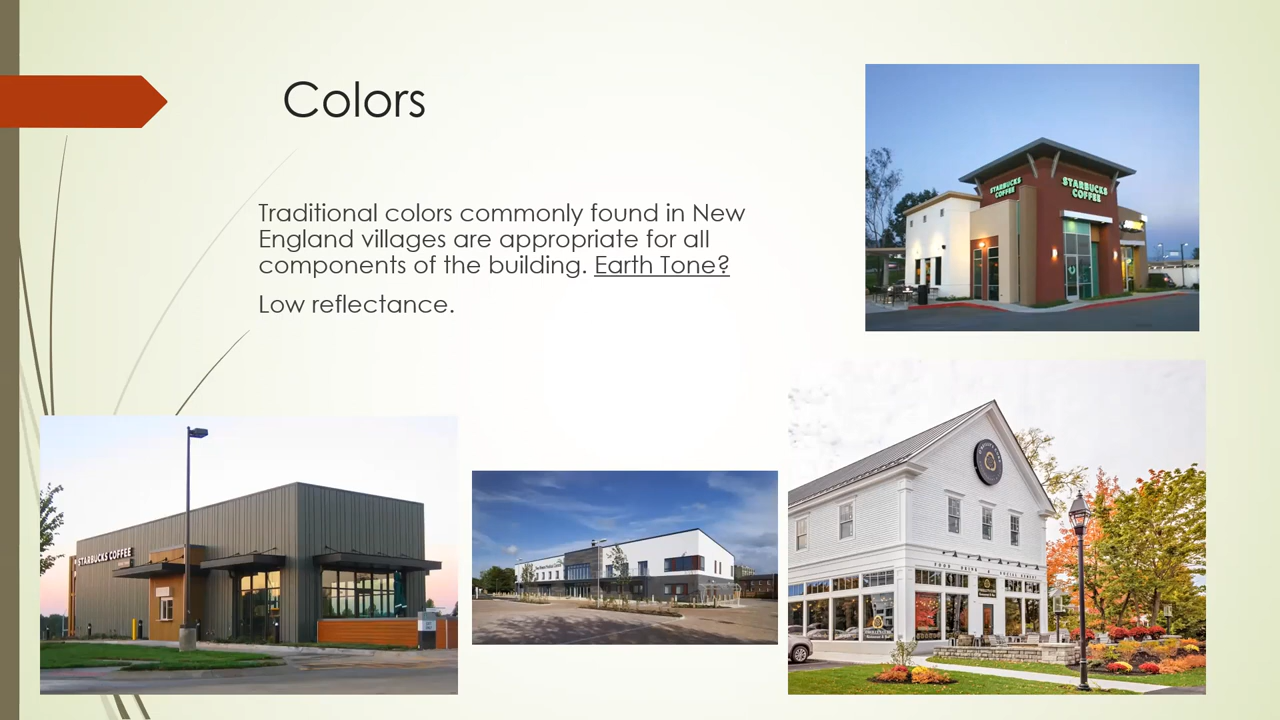 Colors
Traditional colors commonly found in New
England villages are appropriate for all
components of the building. Earth Tone?
Low reflectance.
STARBUCKS
COFFEE
STARBUCKS
COFFEE
STARBUCKS COFFEE